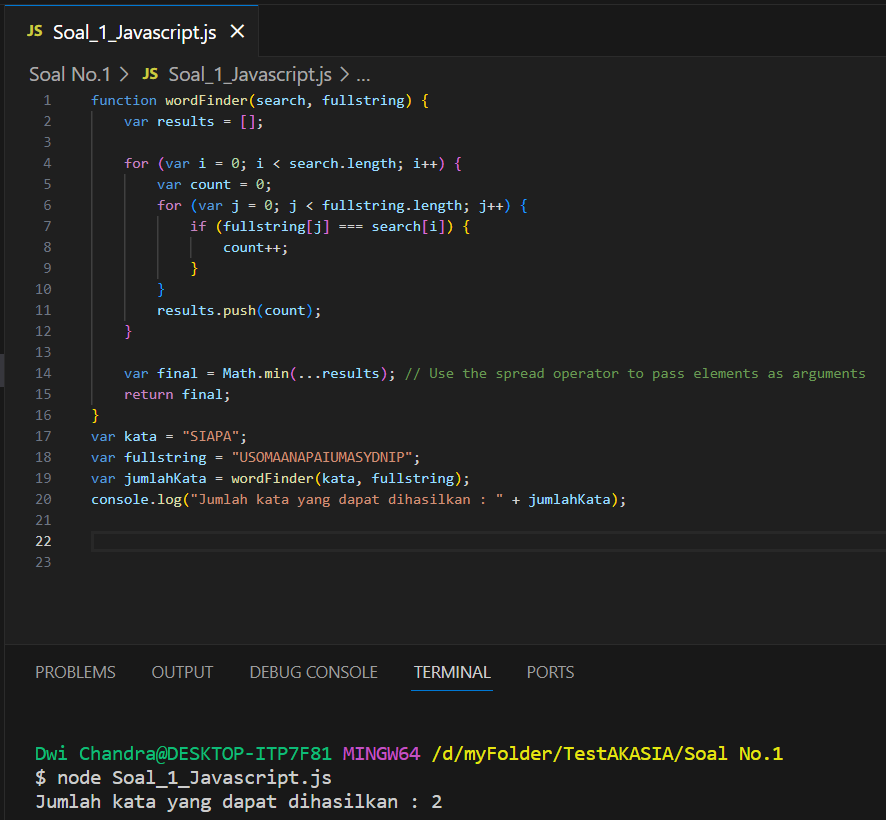 JS Soal_1_Javascript.js ×
Soal No.1 > JS Soal_1_Javascript.js > ...
1 function wordFinder(search, fullstring) {
2 var results = [];
3
4 for (var i = 0; i < search.length; i++) {
5 var count = 0;
6 for (var j = 0; j < fullstring.length; j++) {
7 if (fullstring[j] === search[i]) {
8 count++;
9 }
10 }
11 results.push(count);
12 }
13
14 var final = Math.min(...results); // Use the spread operator to pass elements as arguments
15 return final;
16 }
17 var kata = "SIAPA";
18 var fullstring = "USOMAANAPAIUMASYDNIP";
19 var jumlahKata = wordFinder(kata, fullstring);
20 console.log("Jumlah kata yang dapat dihasilkan : " + jumlahKata);
21
22
23
PROBLEMS OUTPUT DEBUG CONSOLE TERMINAL PORTS
Dwi Chandra@DESKTOP-ITP7F81 MINGW64 /d/myFolder/TestAKASIA/Soal No.1
$ node Soal_1_Javascript.js
Jumlah kata yang dapat dihasilkan : 2